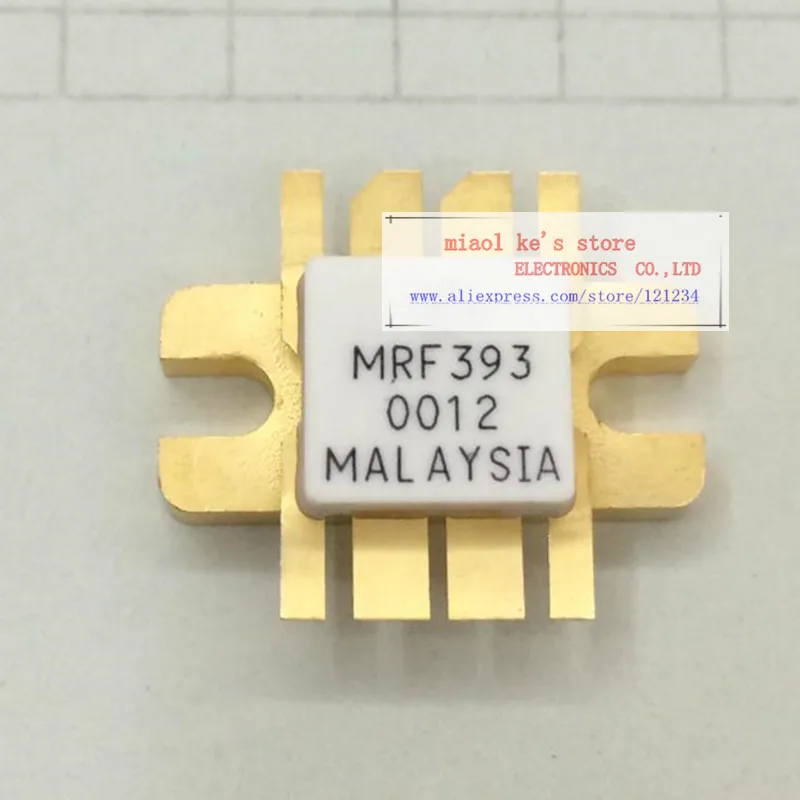 miaol ke's store
ELECTRONICS CO.,LTD
www.aliexpress.com/store/121234
MRF393
0012
MALAYSIA